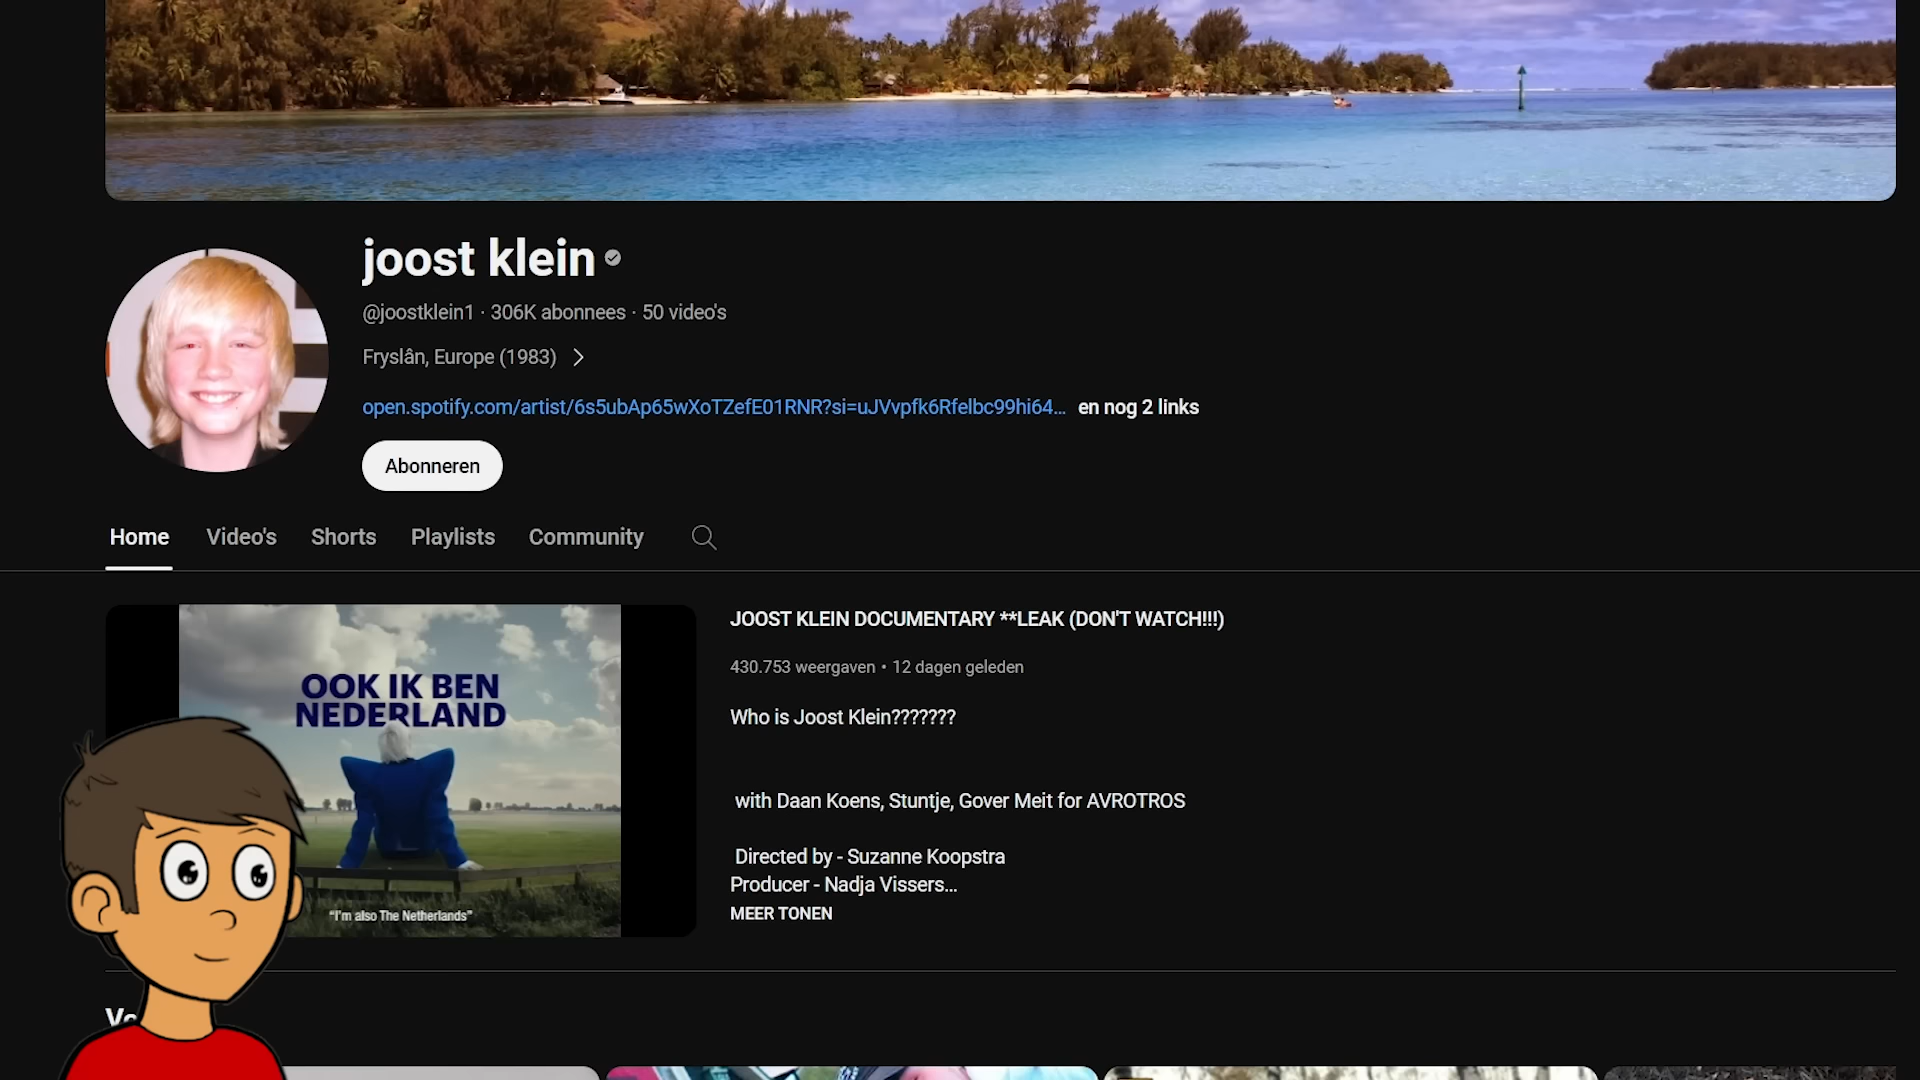 joost klein
@joostklein1 · 306K abonnees · 50 video's
Fryslân, Europe (1983)
open.spotify.com/artist/6s5ubAp65wXoTZefE01RNR?si=uJVvpfk6Rfelbc99hi64... en nog 2 links
Abonneren
Home Video's Shorts Playlists Community
OOK IK BEN
NEDERLAND
"I'm also The Netherlands"
JOOST KLEIN DOCUMENTARY **LEAK (DON'T WATCH!!!)
430.753 weergaven • 12 dagen geleden
Who is Joost Klein???????
with Daan Koens, Stuntje, Gover Meit for AVROTROS
Directed by - Suzanne Koopstra
Producer - Nadja Vissers...
MEER TONEN